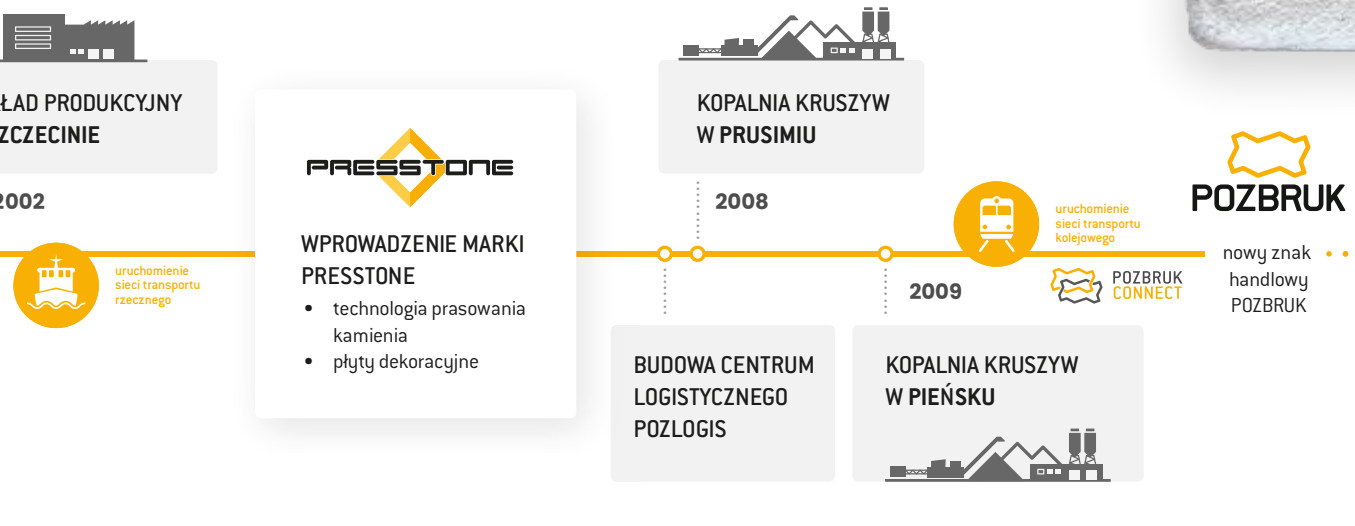 ŁAD PRODUKCYJNY
ZCZECINIE
2002
uruchomienie
sieci transportu
rzecznego
PRESSTONE
WPROWADZENIE MARKI
PRESSTONE
• technologia prasowania
kamienia
• płyty dekoracyjne
KOPALNIA KRUSZYW
W PRUSIMIU
2008
BUDOWA CENTRUM
LOGISTYCZNEGO
POZLOGIS
2009
KOPALNIA KRUSZYW
W PIEŃSKU
uruchomienie
sieci transportu
kolejowego
POZBRUK
CONNECT
POZBRUK
nowy znak
handlowy
POZBRUK